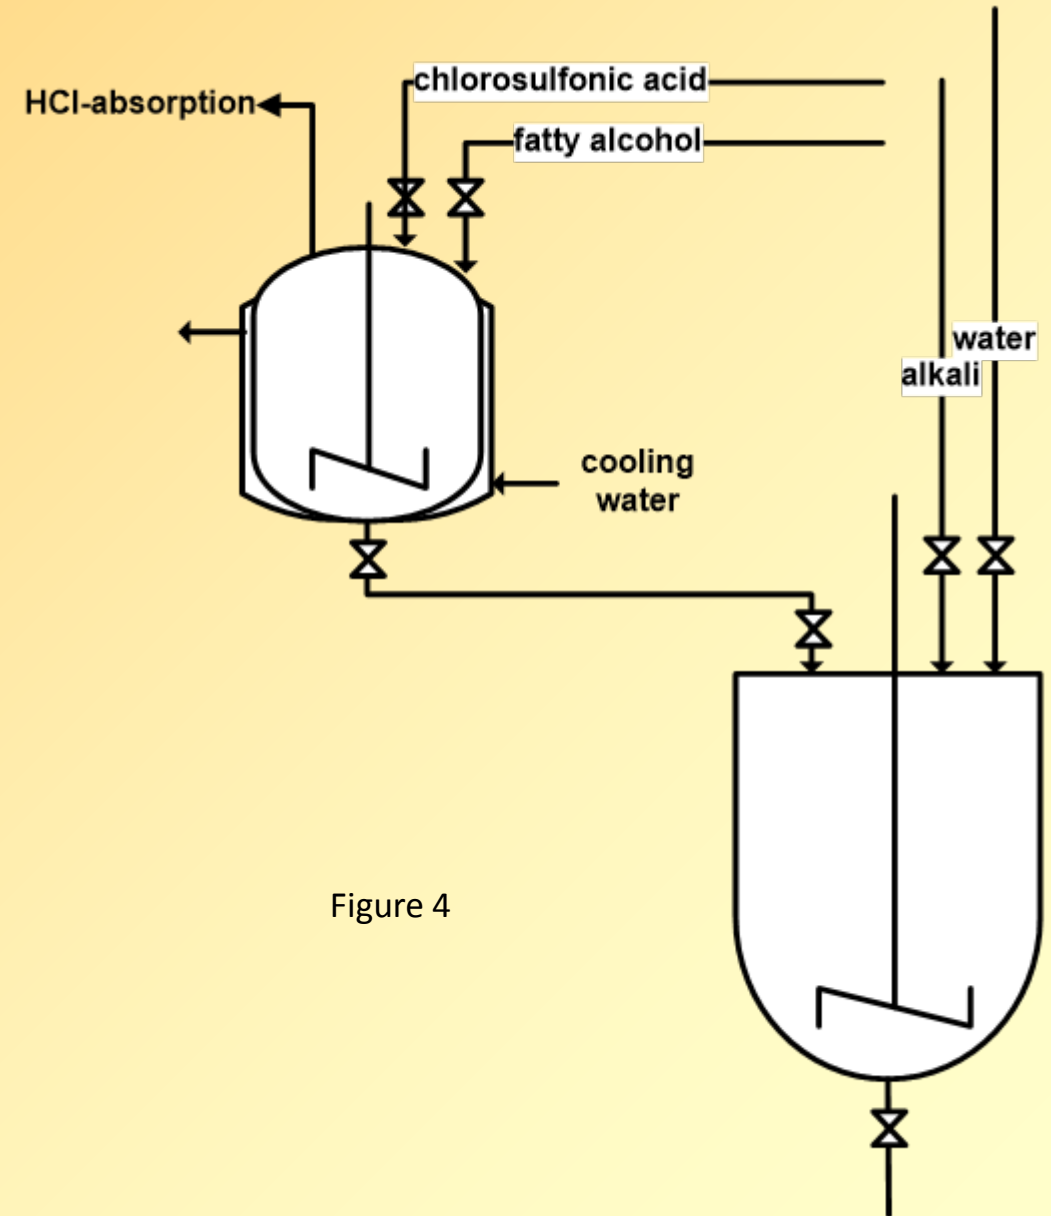 chlorosulfonic acid
HCl-absorption
fatty alcohol
water
alkali
cooling
water
Figure 4